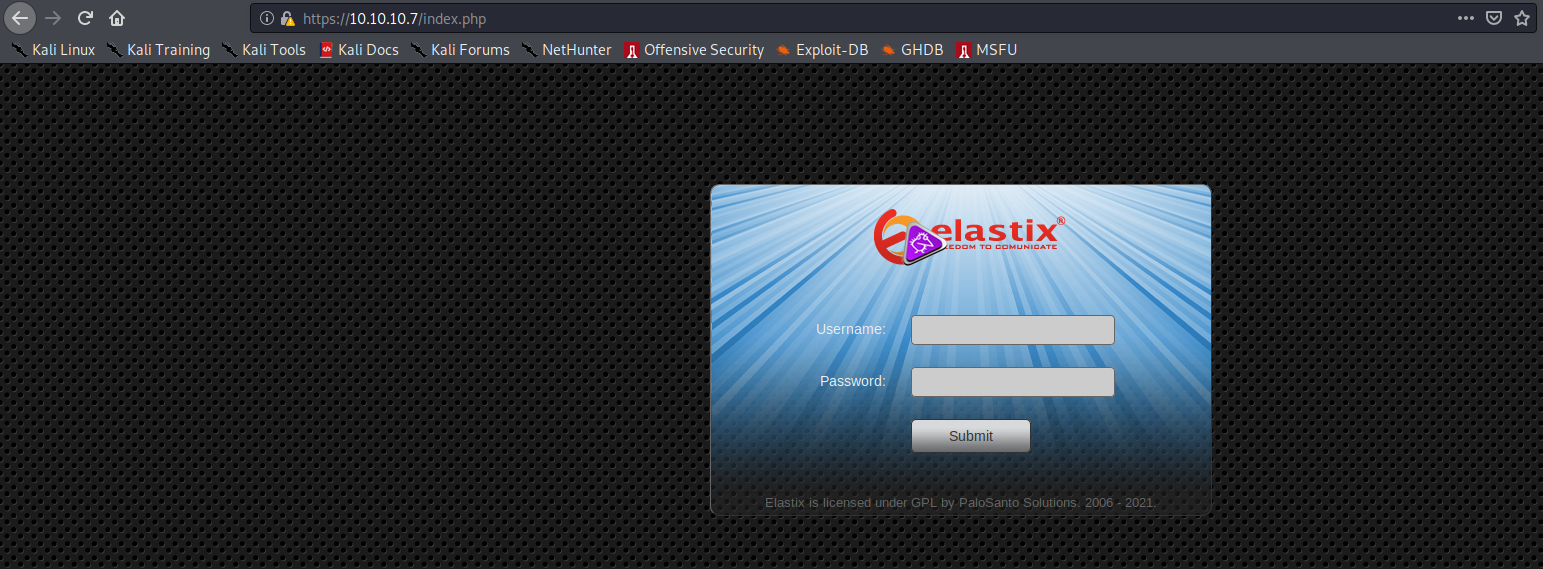 https://10.10.10.7/index.php
Kali Linux Kali Training Kali Tools Kali Docs Kali Forums NetHunter Offensive Security Exploit-DB GHDB MSFU
elastix®
EDOM TO COMUNICATE
Username:
Password:
Submit
Elastix is licensed under GPL by PaloSanto Solutions. 2006 - 2021.